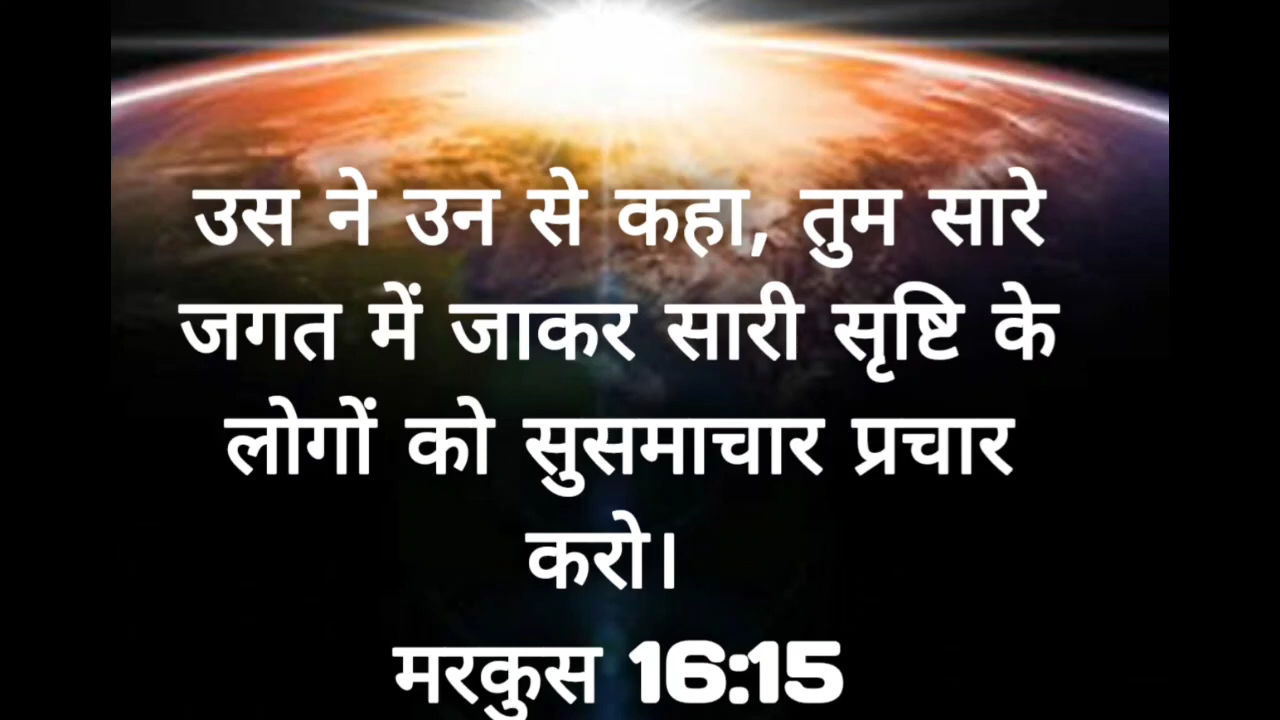 उस ने उन से कहा, तुम सारे
जगत में जाकर सारी सृष्टि के
लोगों को सुसमाचार प्रचार
करो।
मरकुस 16:15